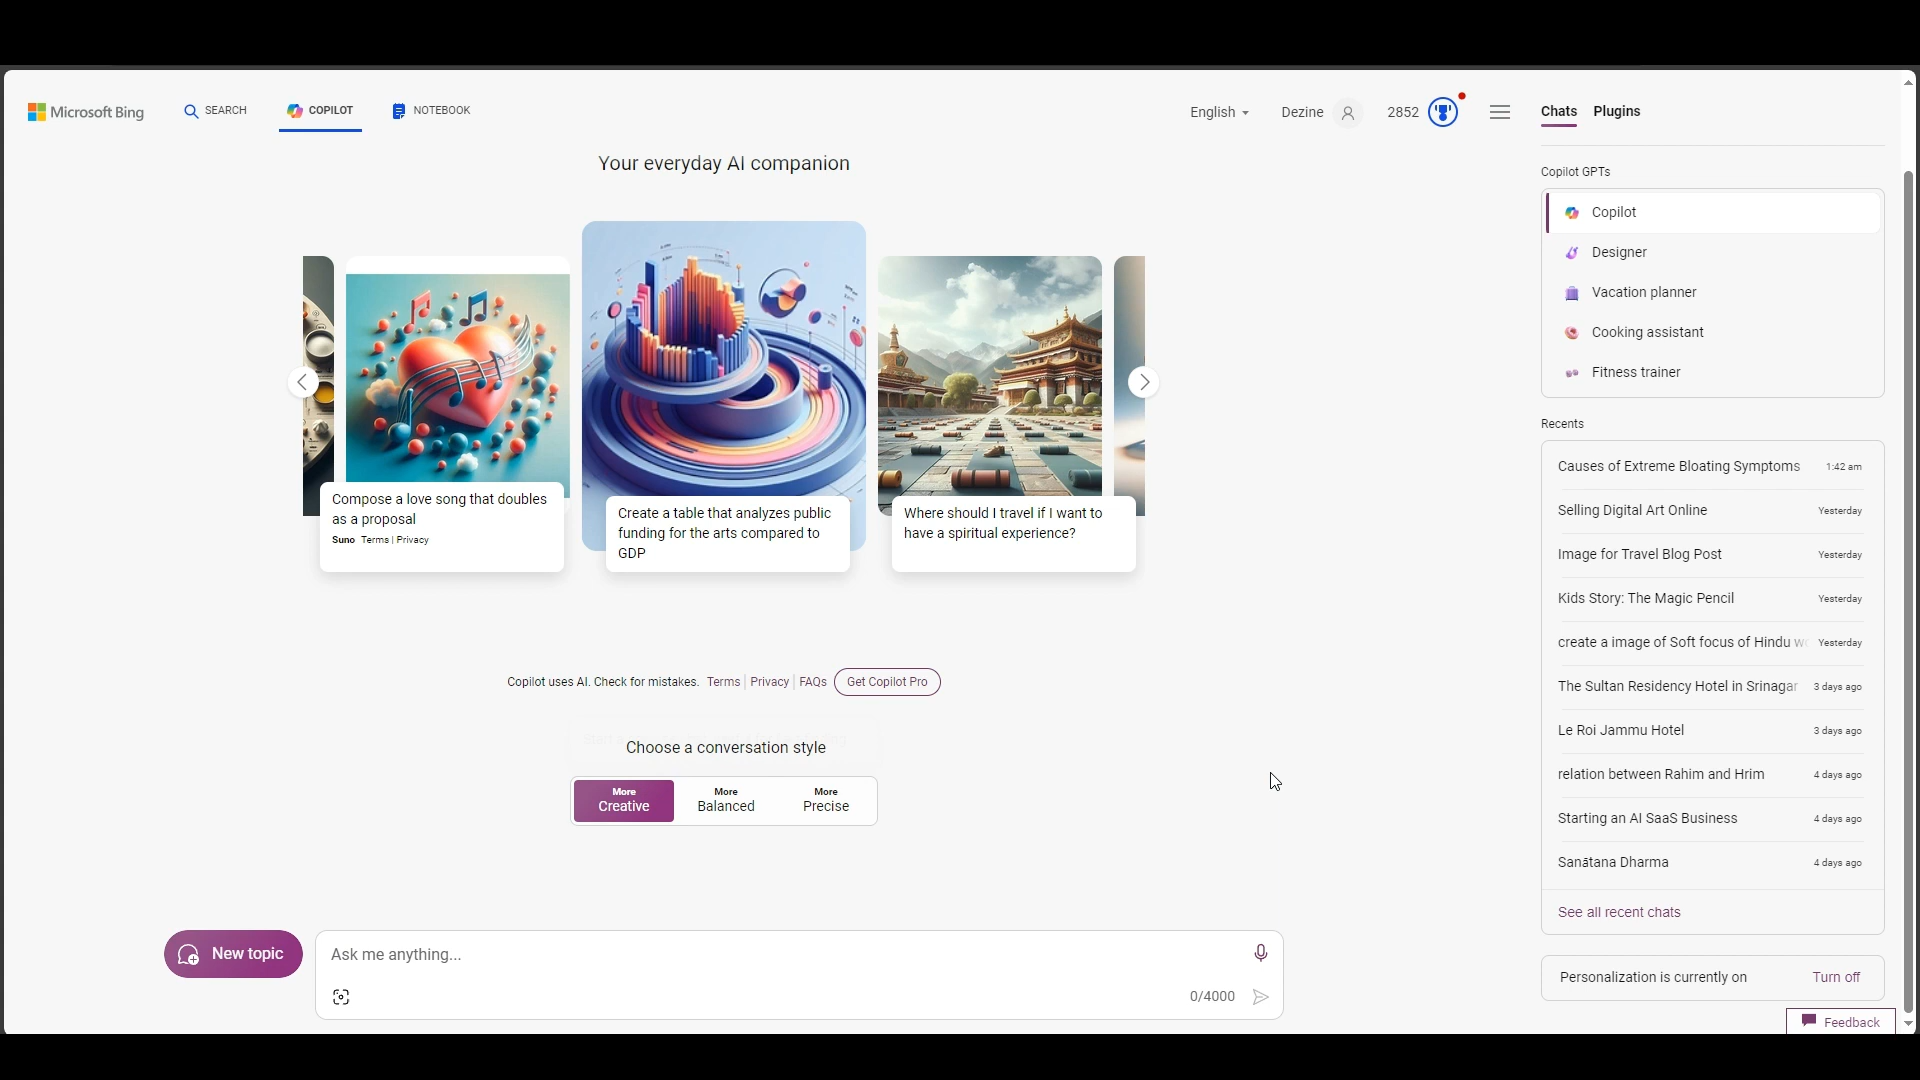 Microsoft Bing
SEARCH
COPILOT
NOTEBOOK
English
Dezine
2852
Chats
Plugins
Your everyday AI companion
Compose a love song that doubles
as a proposal
Suno Terms | Privacy
Create a table that analyzes public
funding for the arts compared to
GDP
Where should I travel if I want to
have a spiritual experience?
Copilot uses AI. Check for mistakes. Terms | Privacy | FAQs
Get Copilot Pro
Choose a conversation style
More
Creative
More
Balanced
More
Precise
New topic
Ask me anything...
0/4000
Copilot GPTs
Copilot
Designer
Vacation planner
Cooking assistant
Fitness trainer
Recents
Causes of Extreme Bloating Symptoms 1:42 am
Selling Digital Art Online Yesterday
Image for Travel Blog Post Yesterday
Kids Story: The Magic Pencil Yesterday
create a image of Soft focus of Hindu Yesterday
The Sultan Residency Hotel in Srinagar 3 days ago
Le Roi Jammu Hotel 3 days ago
relation between Rahim and Hrim 4 days ago
Starting an AI SaaS Business 4 days ago
Sanātana Dharma 4 days ago
See all recent chats
Personalization is currently on Turn off
Feedback